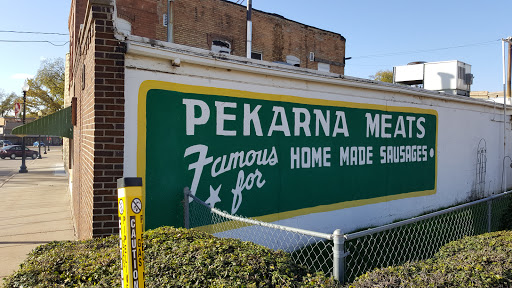 PEKARNA MEATS
Famous for
HOME MADE SAUSAGES
CAUTION